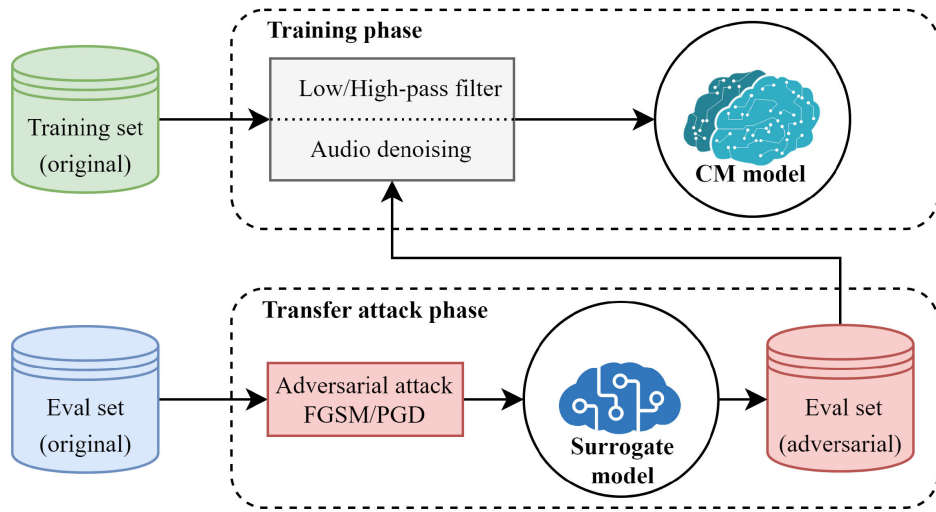 Training phase
Training set
(original)
Low/High-pass filter
Audio denoising
CM model
Transfer attack phase
Eval set
(original)
Adversarial attack
FGSM/PGD
Surrogate
model
Eval set
(adversarial)